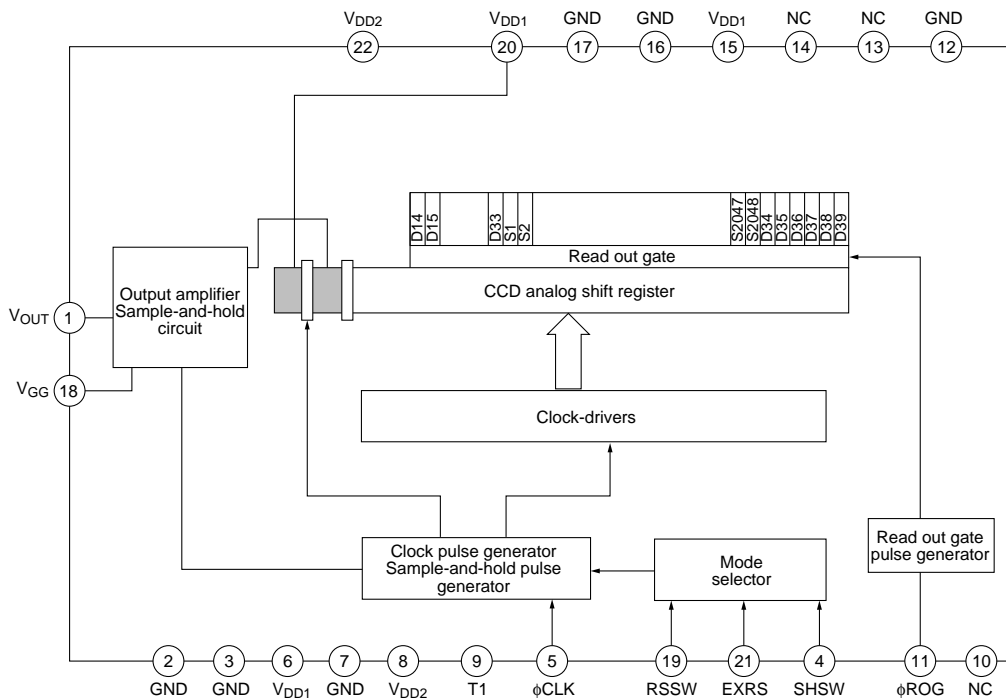 VDD2
VDD1
GND
GND
VDD1
NC
NC
GND
22
20
17
16
15
14
13
12
D14
D15
D33
S1
S2
S2047
S2048
D34
D35
D36
D37
D38
D39
Read out gate
CCD analog shift register
Output amplifier
Sample-and-hold
circuit
VOUT
1
VGG
18
Clock-drivers
Clock pulse generator
Sample-and-hold pulse
generator
Mode
selector
Read out gate
pulse generator
2
3
6
7
8
9
5
19
21
4
11
10
GND
GND
VDD1
GND
VDD2
T1
ϕCLK
RSSW
EXRS
SHSW
ϕROG
NC